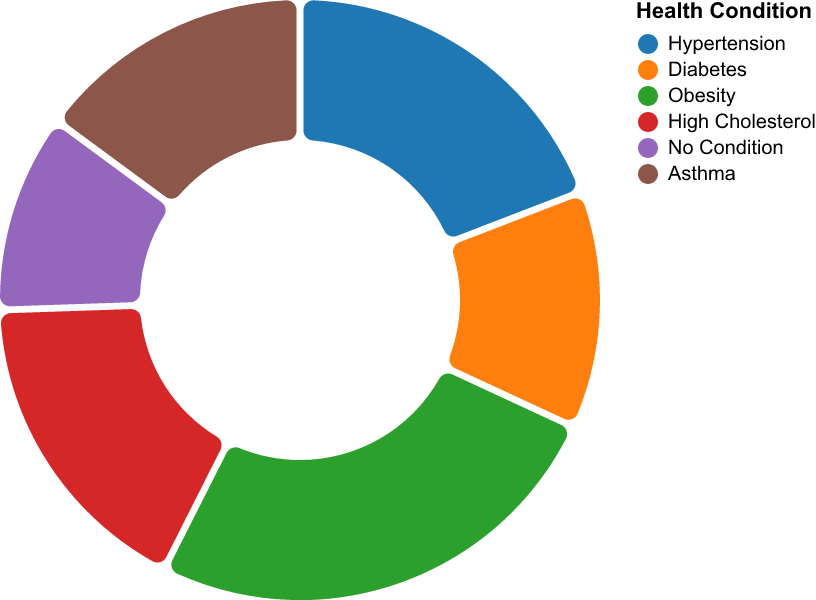 Health Condition
Hypertension
Diabetes
Obesity
High Cholesterol
No Condition
Asthma